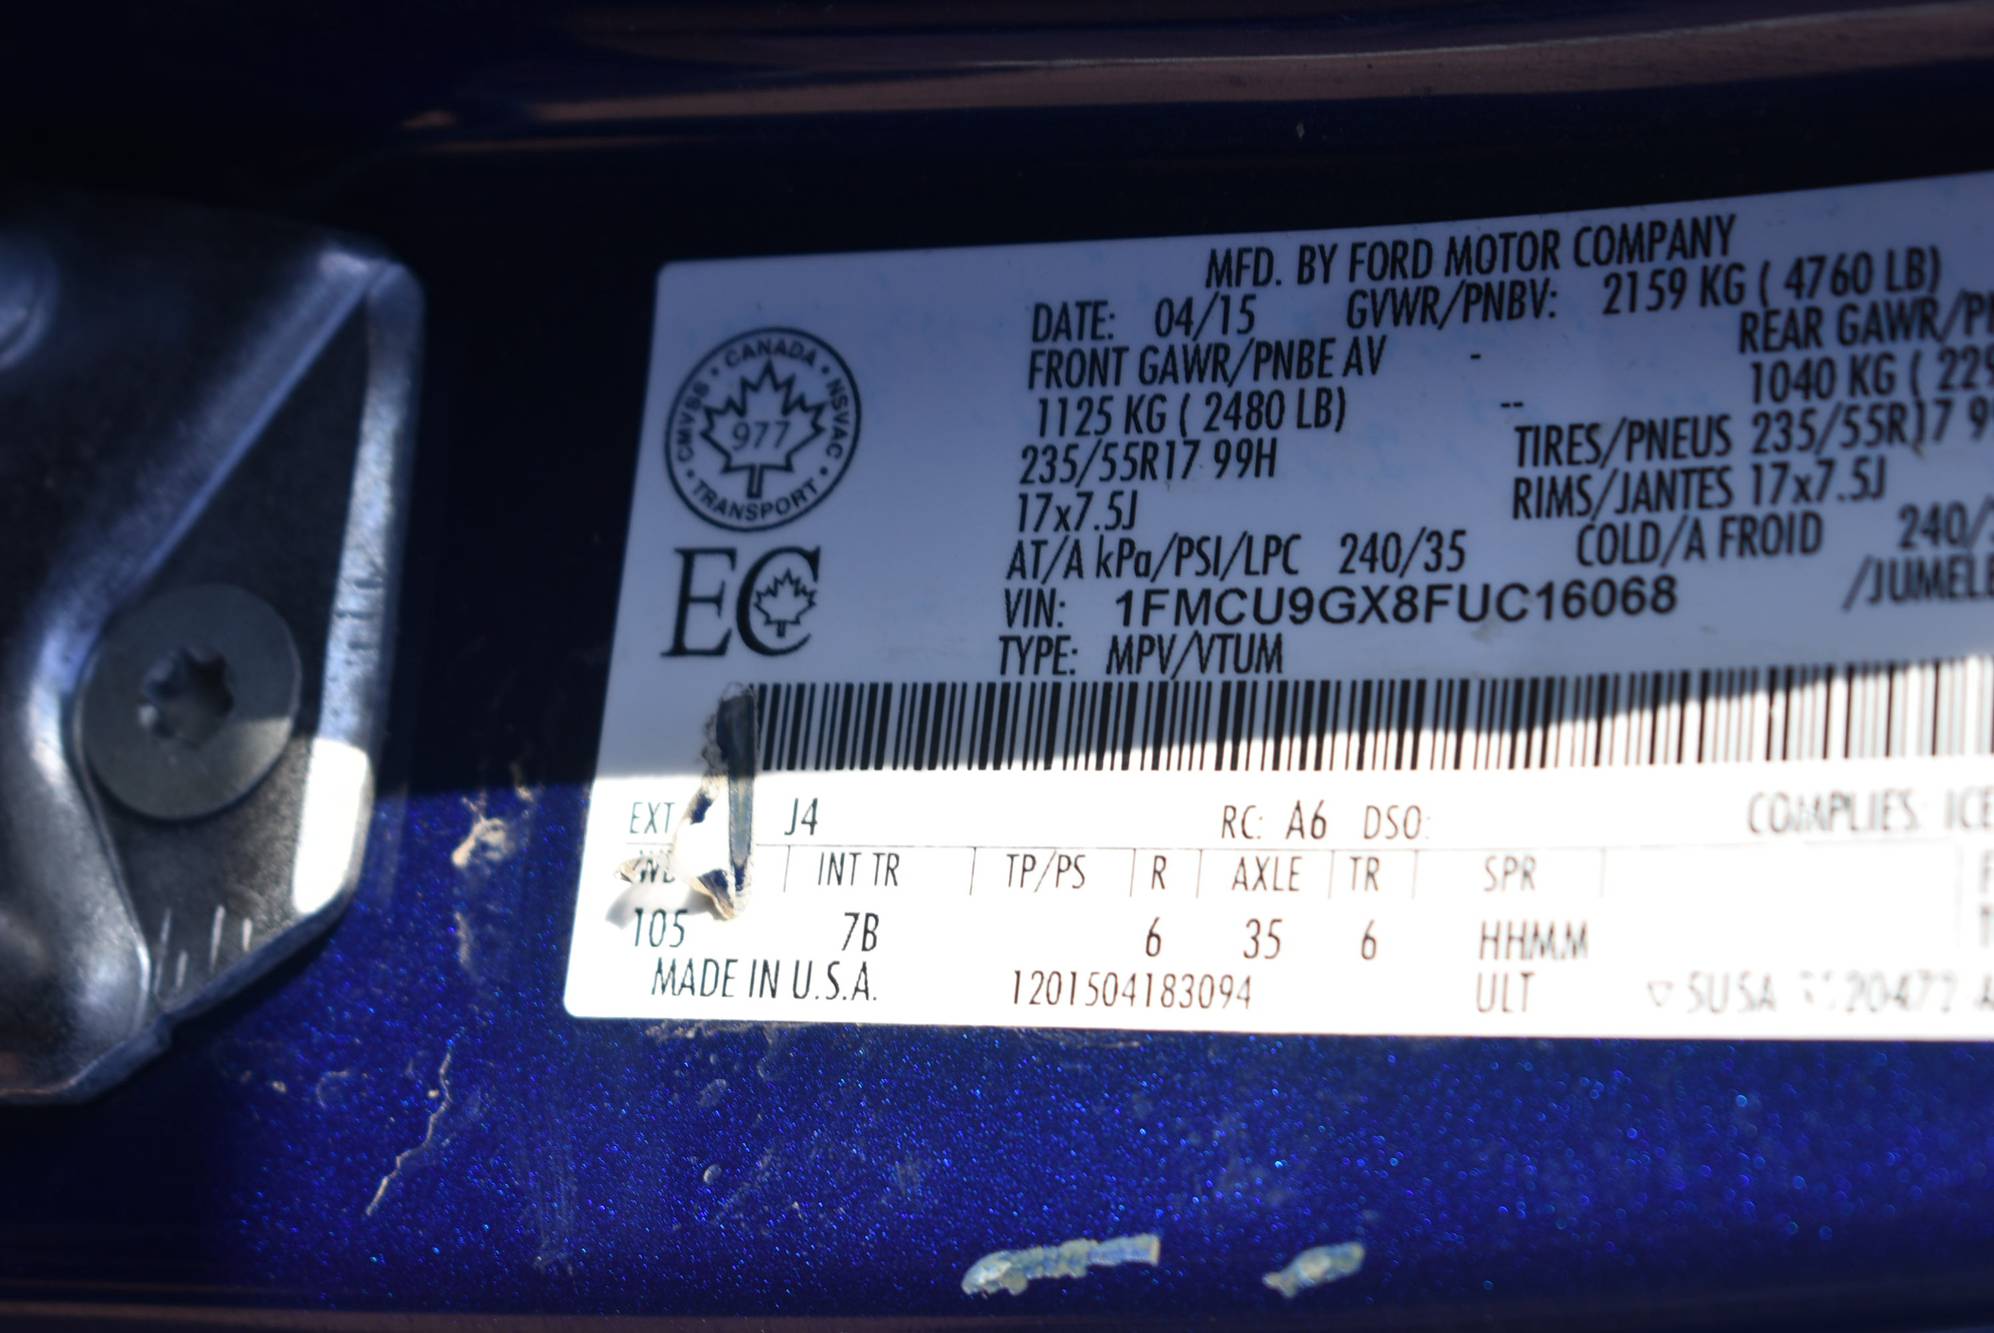 MFD. BY FORD MOTOR COMPANY
DATE: 04/15 GVWR/PNBV: 2159 KG ( 4760 LB)
FRONT GAWR/PNBE AV - REAR GAWR/
1125 KG ( 2480 LB) -- 1040 KG (
235/55R17 99H TIRES/PNEUS 235/55R17
17x7.5J RIMS/JANTES 17x7.5J
AT/A kPa/PSI/LPC 240/35 COLD/A FROID 240/
VIN: 1FMCU9GX8FUC16068
TYPE: MPV/VTUM
CANADA • NSVAC • TRANSPORT • CMVSS •
977
EC
EXT J4 RC: A6 DSO: COMPLIES:
INT TR TP/PS R AXLE TR SPR
105 7B 6 35 6 HHMM
MADE IN U.S.A. 1201504183094 ULT